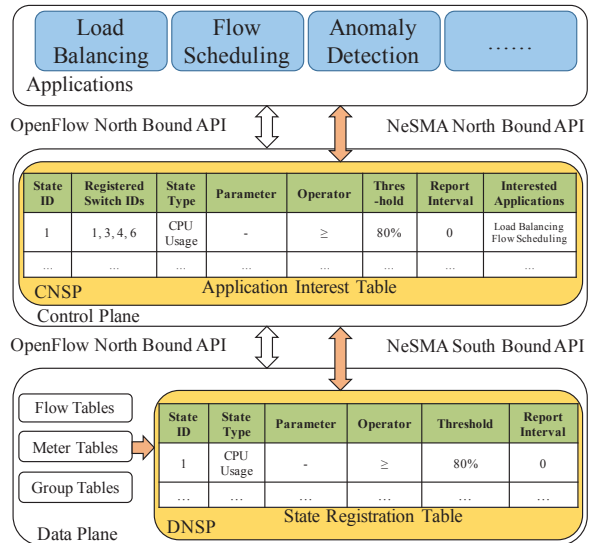 Load Balancing
Flow Scheduling
Anomaly Detection
……
Applications
OpenFlow North Bound API
NeSMA North Bound API
State ID
Registered Switch IDs
State Type
Parameter
Operator
Thres -hold
Report Interval
Interested Applications
1
1, 3, 4, 6
CPU Usage
-
≥
80%
0
Load Balancing
Flow Scheduling
… … … … … … … …
CNSP
Application Interest Table
Control Plane
OpenFlow North Bound API
NeSMA South Bound API
Flow Tables
Meter Tables
Group Tables
State ID
State Type
Parameter
Operator
Threshold
Report Interval
1
CPU Usage
-
≥
80%
0
… … … … … …
DNSP
State Registration Table
Data Plane